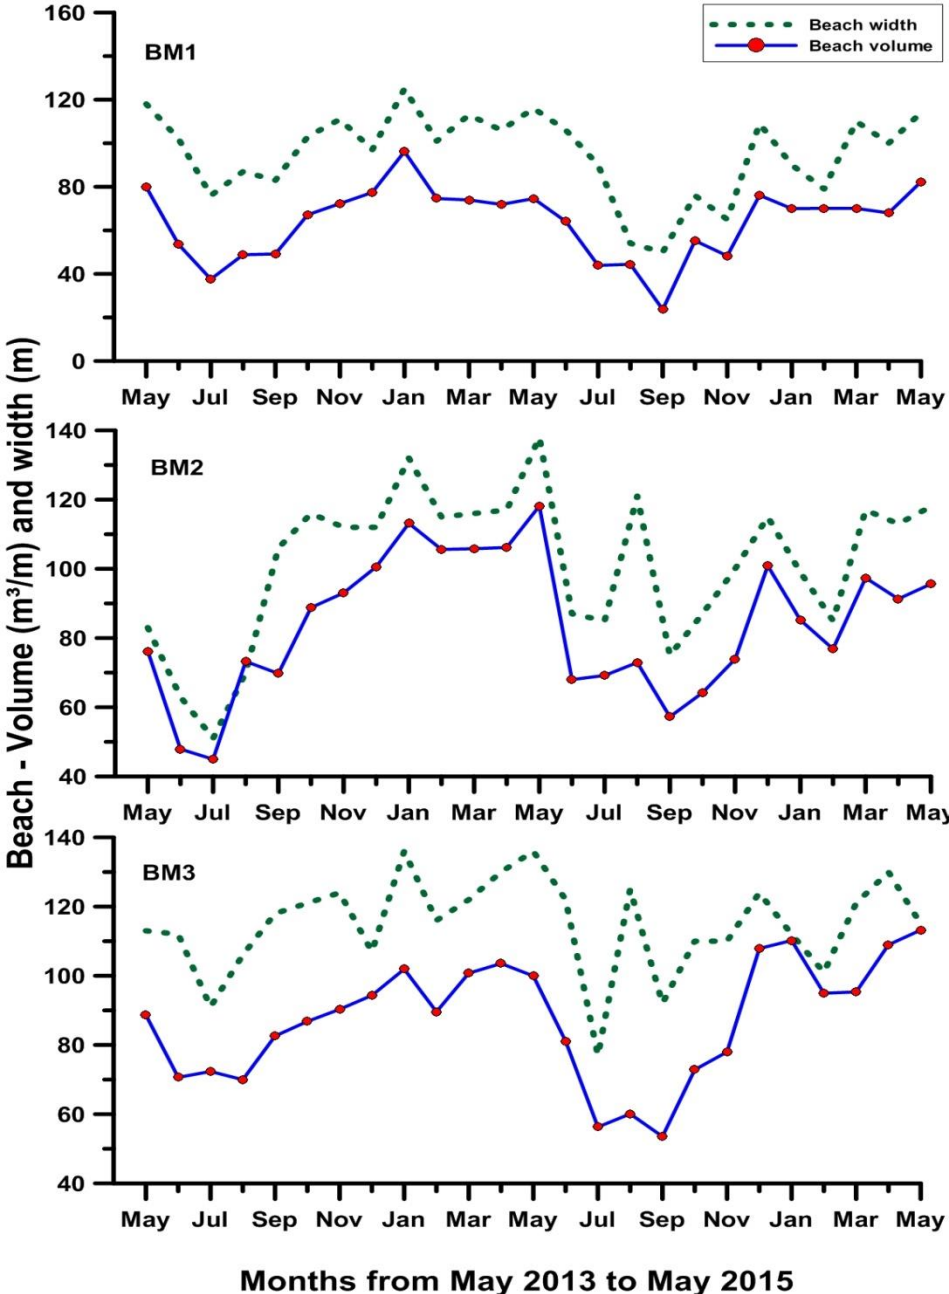 Beach width
Beach volume
Beach - Volume (m³/m) and width (m)
BM1
160
120
80
40
0
May Jul Sep Nov Jan Mar May Jul Sep Nov Jan Mar May
BM2
140
120
100
80
60
40
May Jul Sep Nov Jan Mar May Jul Sep Nov Jan Mar May
BM3
140
120
100
80
60
40
May Jul Sep Nov Jan Mar May Jul Sep Nov Jan Mar May
Months from May 2013 to May 2015